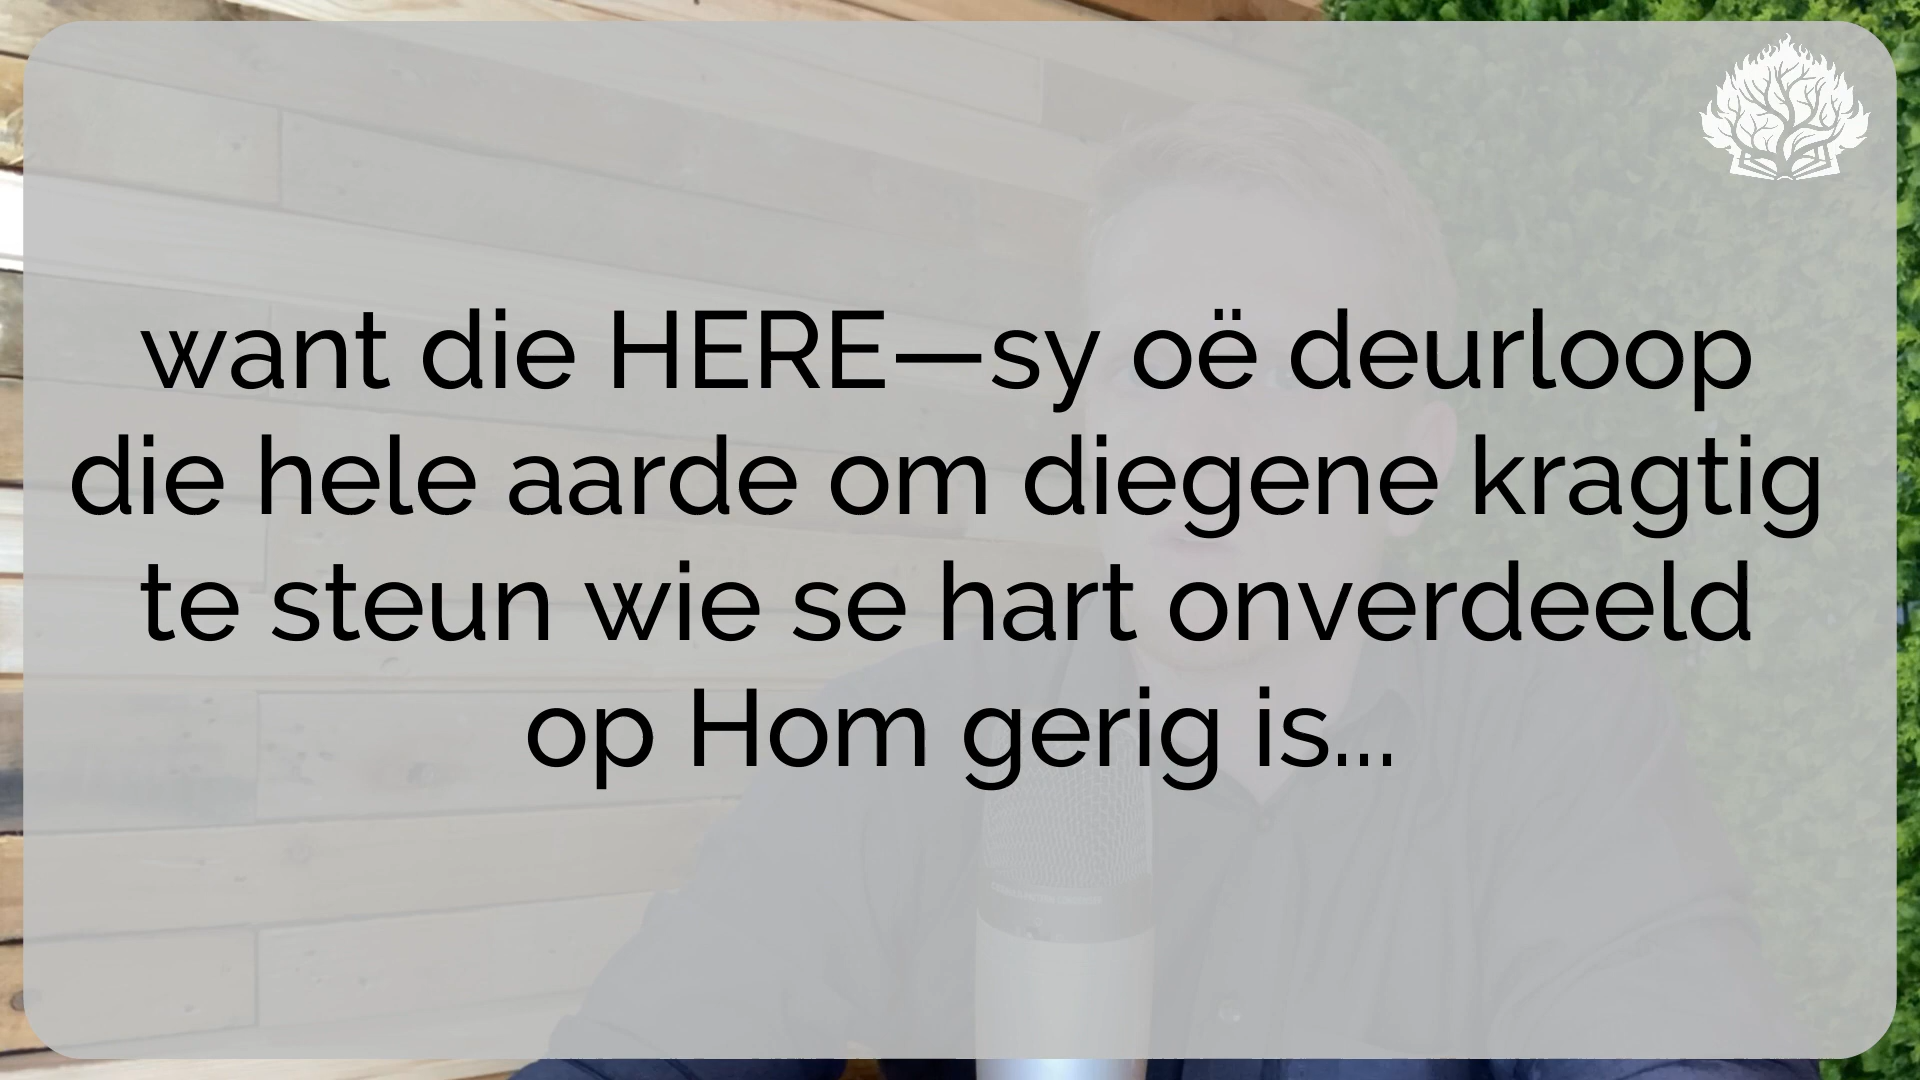 want die HERE—sy oë deurloop
die hele aarde om diegene kragtig
te steun wie se hart onverdeeld
op Hom gerig is...